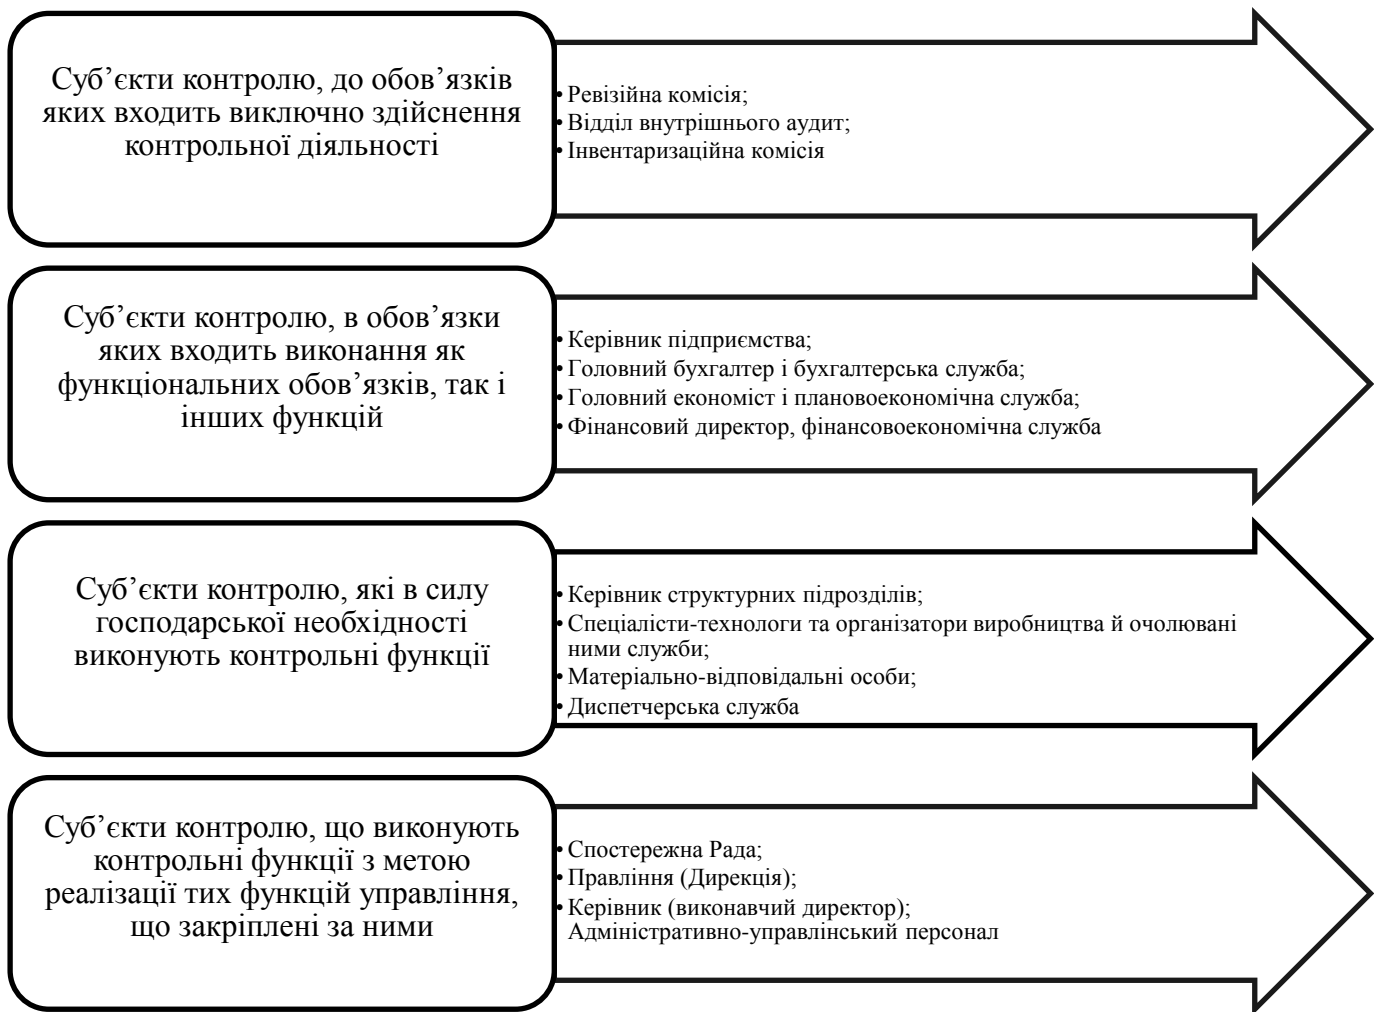 Суб’єкти контролю, до обов’язків
яких входить виключно здійснення
контрольної діяльності
• Ревізійна комісія;
• Відділ внутрішнього аудит;
• Інвентаризаційна комісія
Суб’єкти контролю, в обов’язки
яких входить виконання як
функціональних обов’язків, так і
інших функцій
• Керівник підприємства;
• Головний бухгалтер і бухгалтерська служба;
• Головний економіст і плановоекономічна служба;
• Фінансовий директор, фінансовоекономічна служба
Суб’єкти контролю, які в силу
господарської необхідності
виконують контрольні функції
• Керівник структурних підрозділів;
• Спеціалісти-технологи та організатори виробництва й очолювані
ними служби;
• Матеріально-відповідальні особи;
• Диспетчерська служба
Суб’єкти контролю, що виконують
контрольні функції з метою
реалізації тих функцій управління,
що закріплені за ними
• Спостережна Рада;
• Правління (Дирекція);
• Керівник (виконавчий директор);
Адміністративно-управлінський персонал